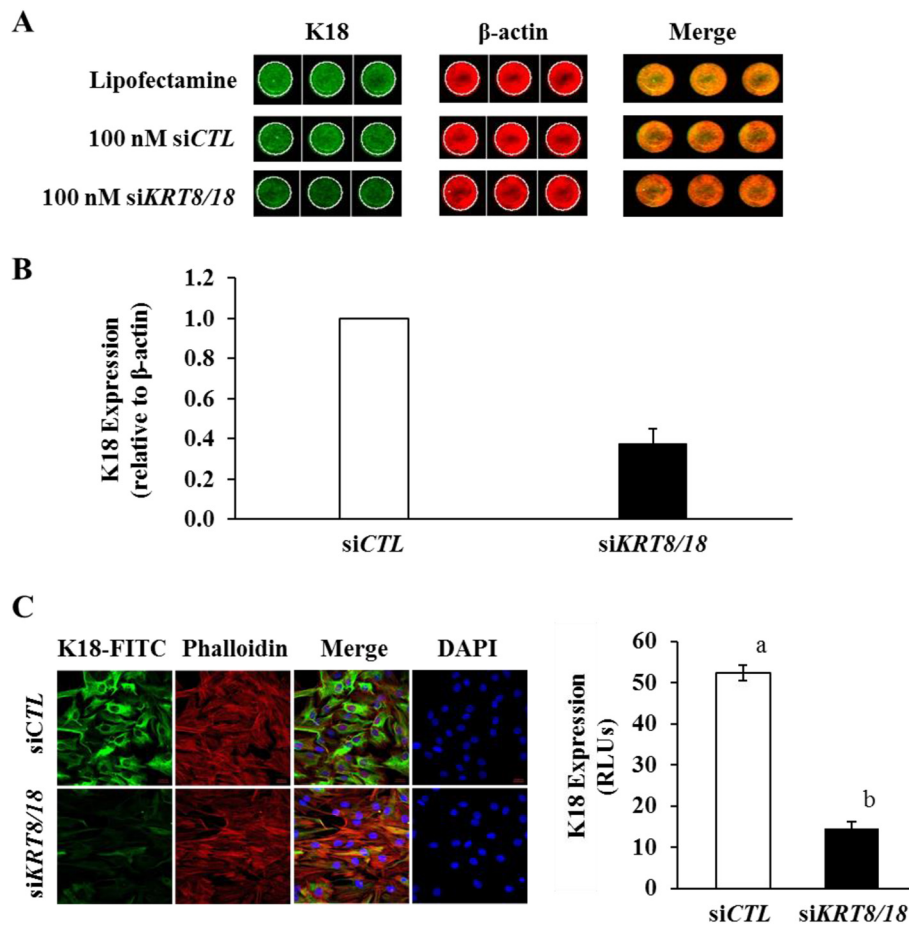 A
K18 β-actin Merge
Lipofectamine
100 nM siCTL
100 nM siKRT8/18
B
K18 Expression
(relative to β-actin)
1.2
1.0
0.8
0.6
0.4
0.2
0.0
siCTL siKRT8/18
C
K18-FITC Phalloidin Merge DAPI
siCTL
siKRT8/18
K18 Expression
(RLUs)
60
50
40
30
20
10
0
a
b
siCTL siKRT8/18